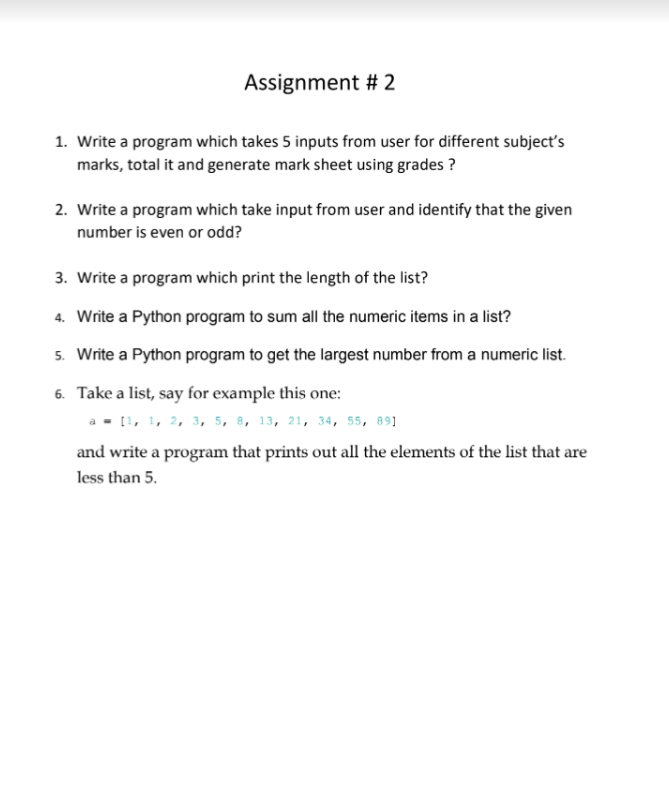 Assignment # 2
1. Write a program which takes 5 inputs from user for different subject's
marks, total it and generate mark sheet using grades ?
2. Write a program which take input from user and identify that the given
number is even or odd?
3. Write a program which print the length of the list?
4. Write a Python program to sum all the numeric items in a list?
5. Write a Python program to get the largest number from a numeric list.
6. Take a list, say for example this one:
a = [1, 1, 2, 3, 5, 8, 13, 21, 34, 55, 89]
and write a program that prints out all the elements of the list that are
less than 5.